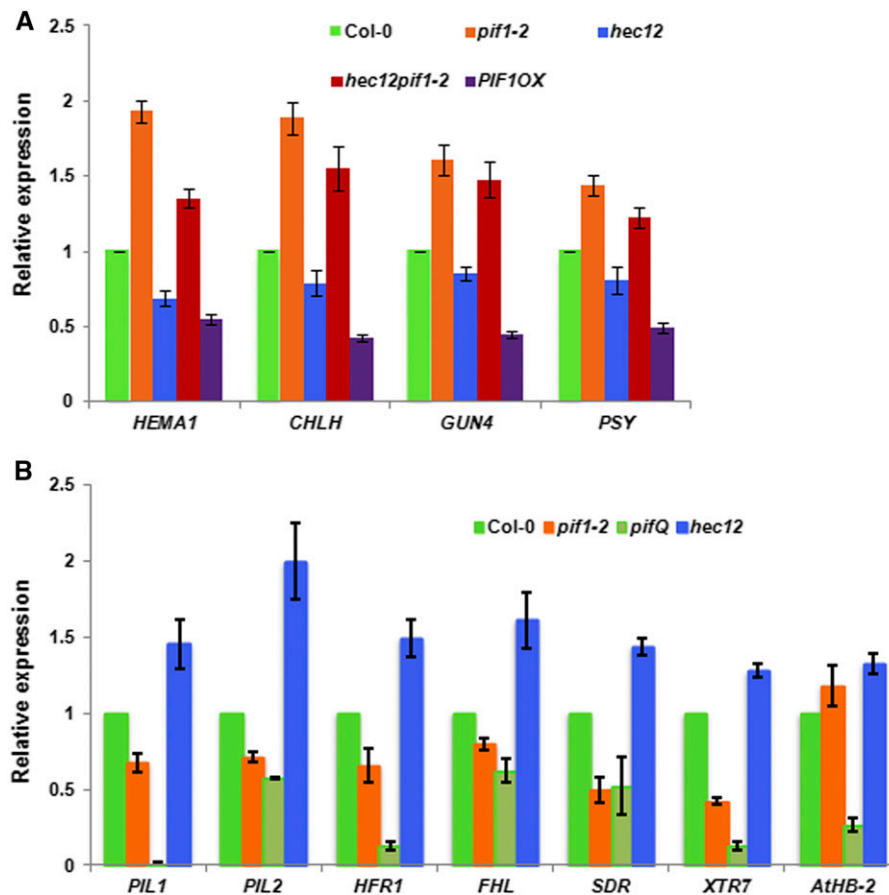 A
2.5
Col-0 pif1-2 hec12
hec12pif1-2 PIF1OX
2
1.5
1
0.5
0
Relative expression
HEMA1 CHLH GUN4 PSY
B
2.5
Col-0 pif1-2 pifQ hec12
2
1.5
1
0.5
0
Relative expression
PIL1 PIL2 HFR1 FHL SDR XTR7 AtHB-2